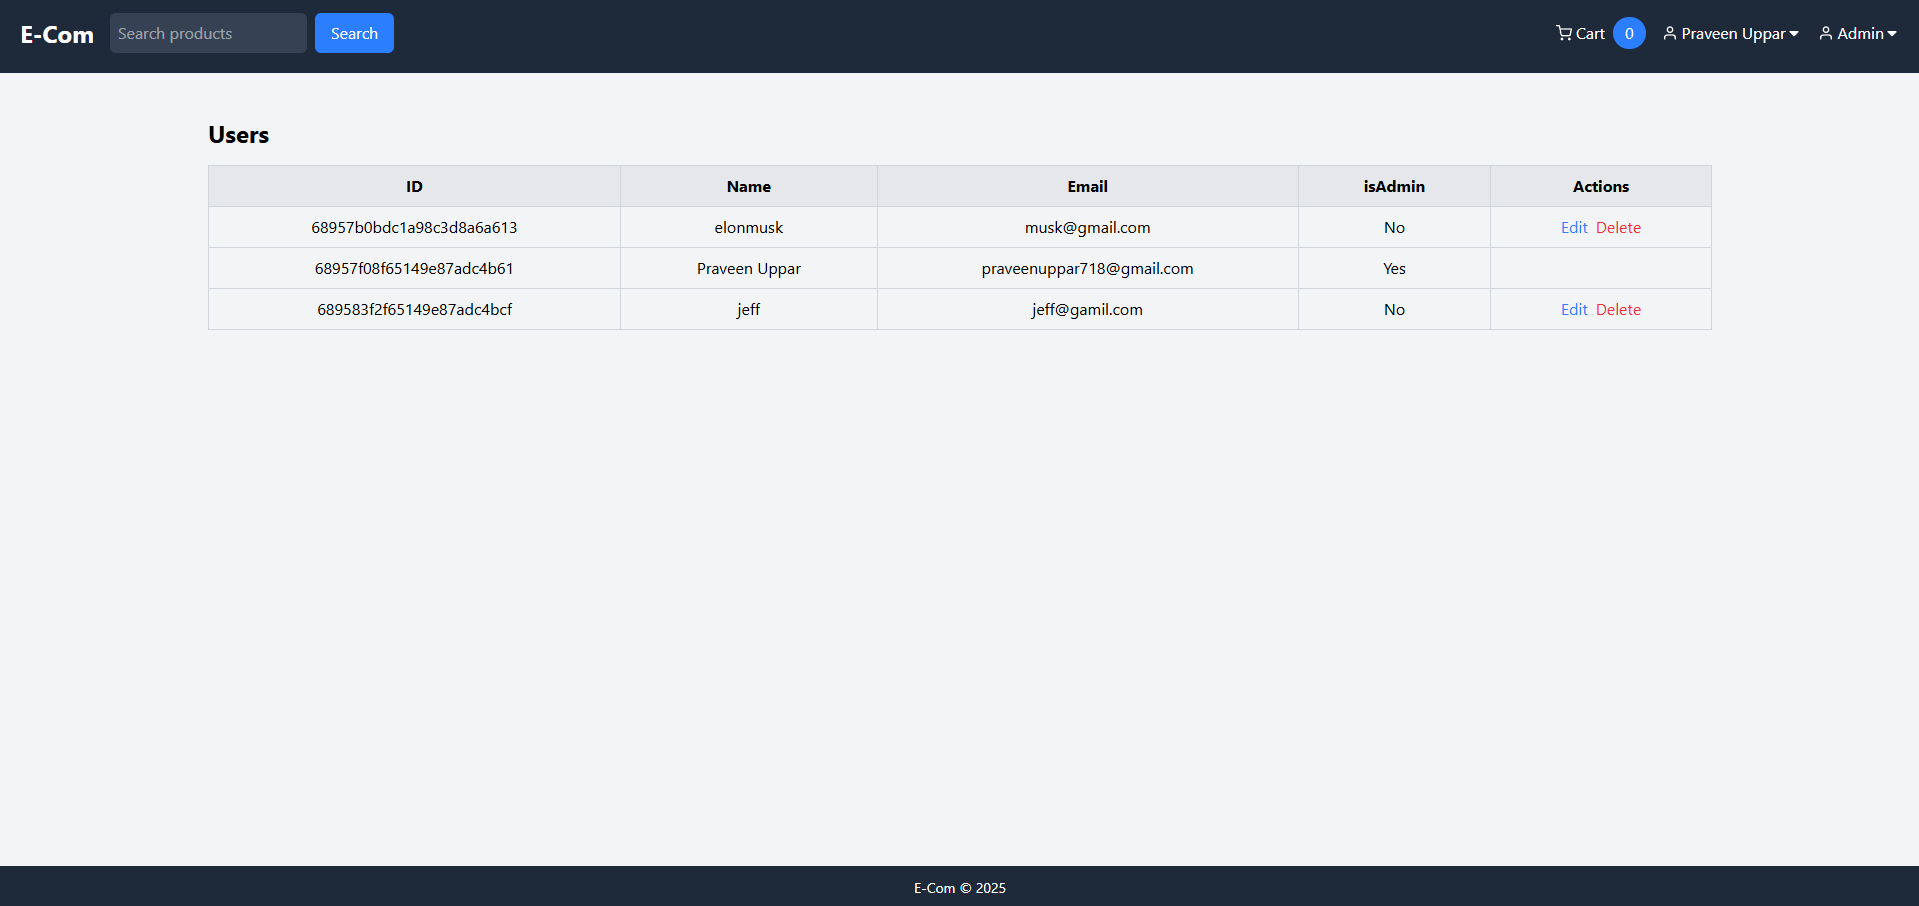 E-Com Search products Search Cart 0 Praveen Uppar Admin
Users
ID Name Email isAdmin Actions
68957b0bdc1a98c3d8a6a613 elonmusk musk@gmail.com No Edit Delete
68957f08f65149e87adc4b61 Praveen Uppar praveenuppar718@gmail.com Yes
689583f2f65149e87adc4bcf jeff jeff@gamil.com No Edit Delete
E-Com © 2025